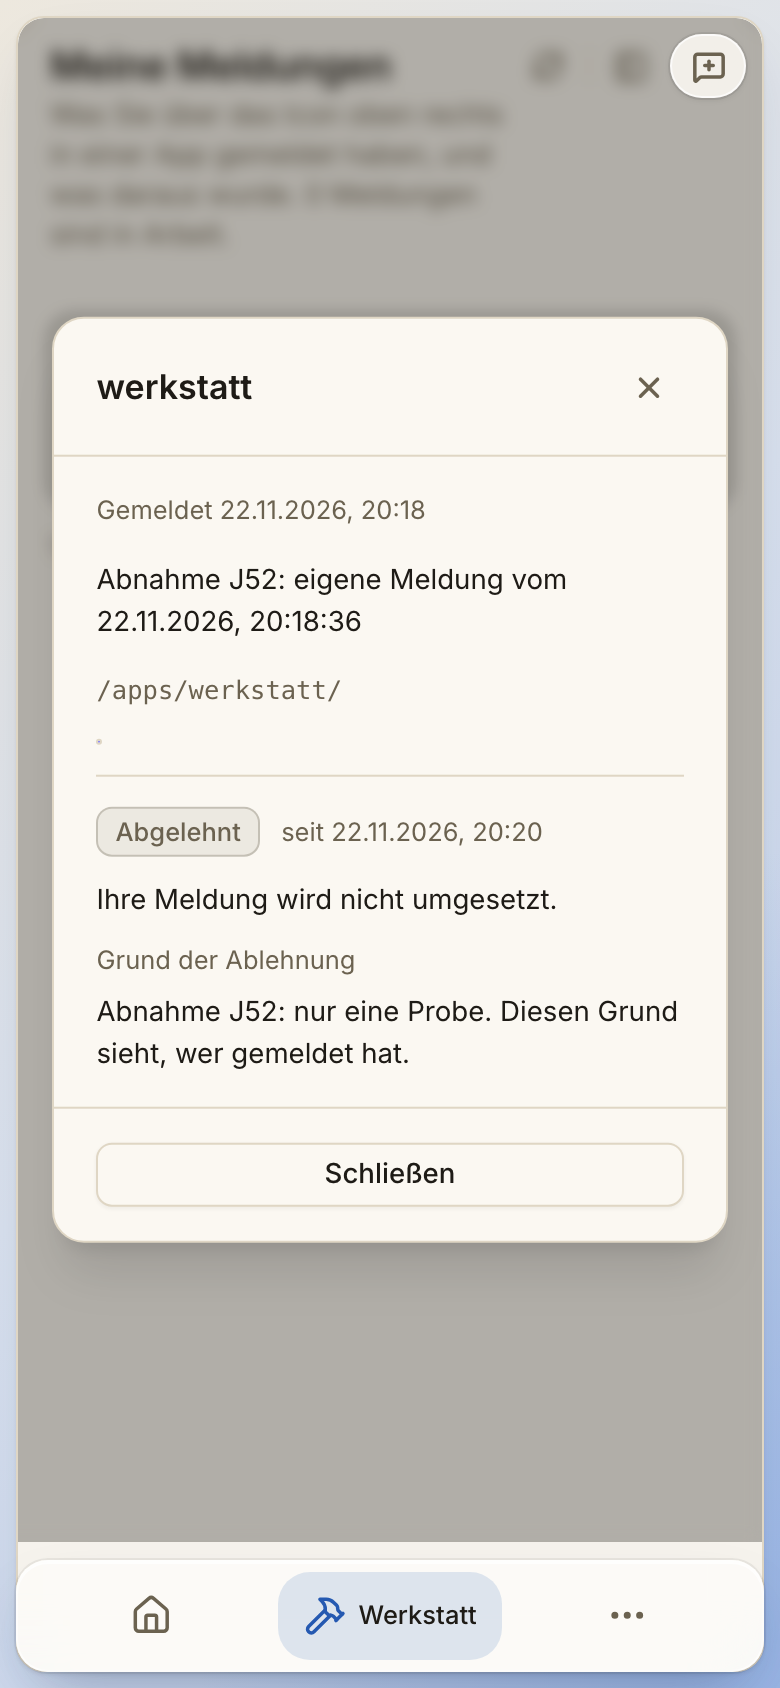 Meine Meldungen
werkstatt
Gemeldet 22.11.2026, 20:18
Abnahme J52: eigene Meldung vom
22.11.2026, 20:18:36
/apps/werkstatt/
Abgelehnt seit 22.11.2026, 20:20
Ihre Meldung wird nicht umgesetzt.
Grund der Ablehnung
Abnahme J52: nur eine Probe. Diesen Grund
sieht, wer gemeldet hat.
Schließen
Werkstatt